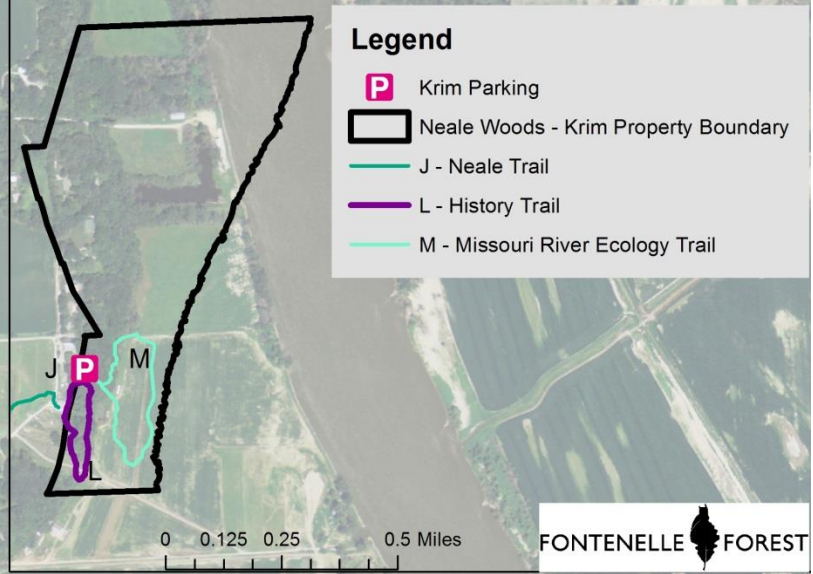 Legend
P Krim Parking
Neale Woods - Krim Property Boundary
J - Neale Trail
L - History Trail
M - Missouri River Ecology Trail
J
P
M
L
0 0.125 0.25 0.5 Miles
FONTENELLE FOREST